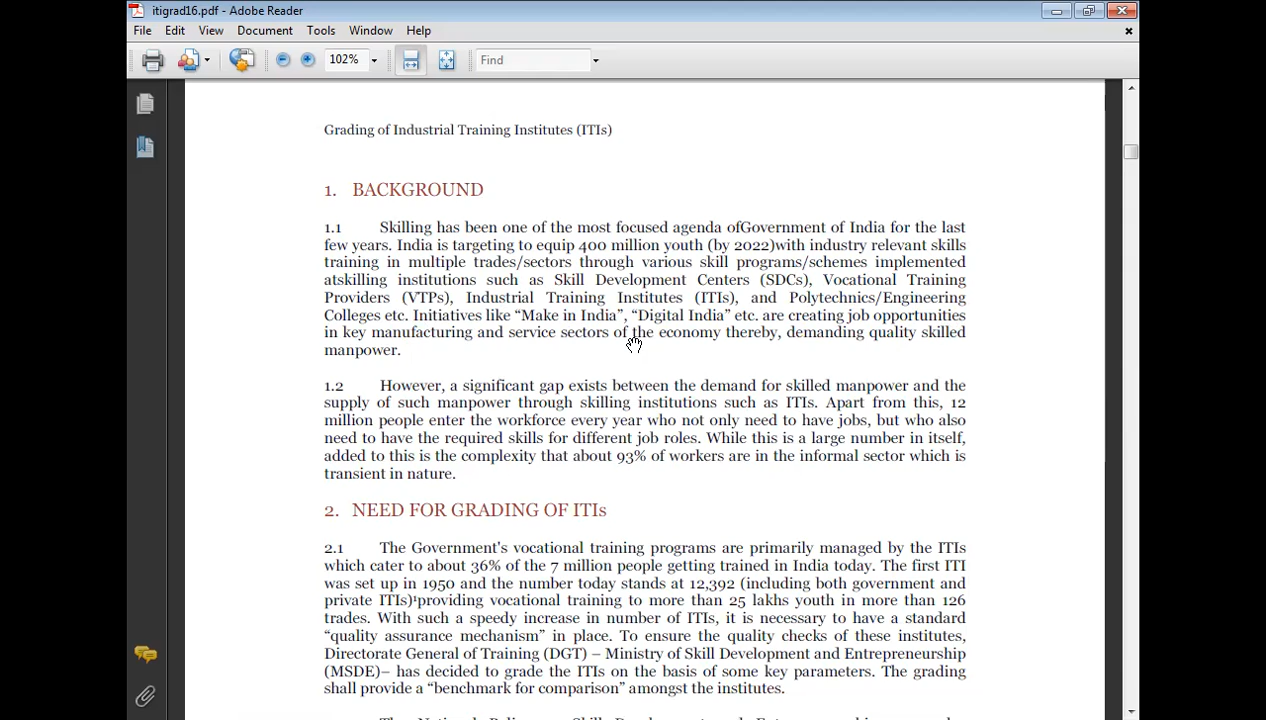 itigrad16.pdf - Adobe Reader
File Edit View Document Tools Window Help
102% Find
Grading of Industrial Training Institutes (ITIs)
1. BACKGROUND
1.1 Skilling has been one of the most focused agenda ofGovernment of India for the last
few years. India is targeting to equip 400 million youth (by 2022)with industry relevant skills
training in multiple trades/sectors through various skill programs/schemes implemented
atskilling institutions such as Skill Development Centers (SDCs), Vocational Training
Providers (VTPs), Industrial Training Institutes (ITIs), and Polytechnics/Engineering
Colleges etc. Initiatives like “Make in India”, “Digital India” etc. are creating job opportunities
in key manufacturing and service sectors of the economy thereby, demanding quality skilled
manpower.
1.2 However, a significant gap exists between the demand for skilled manpower and the
supply of such manpower through skilling institutions such as ITIs. Apart from this, 12
million people enter the workforce every year who not only need to have jobs, but who also
need to have the required skills for different job roles. While this is a large number in itself,
added to this is the complexity that about 93% of workers are in the informal sector which is
transient in nature.
2. NEED FOR GRADING OF ITIs
2.1 The Government's vocational training programs are primarily managed by the ITIs
which cater to about 36% of the 7 million people getting trained in India today. The first ITI
was set up in 1950 and the number today stands at 12,392 (including both government and
private ITIs)¹providing vocational training to more than 25 lakhs youth in more than 126
trades. With such a speedy increase in number of ITIs, it is necessary to have a standard
“quality assurance mechanism” in place. To ensure the quality checks of these institutes,
Directorate General of Training (DGT) – Ministry of Skill Development and Entrepreneurship
(MSDE)– has decided to grade the ITIs on the basis of some key parameters. The grading
shall provide a “benchmark for comparison” amongst the institutes.